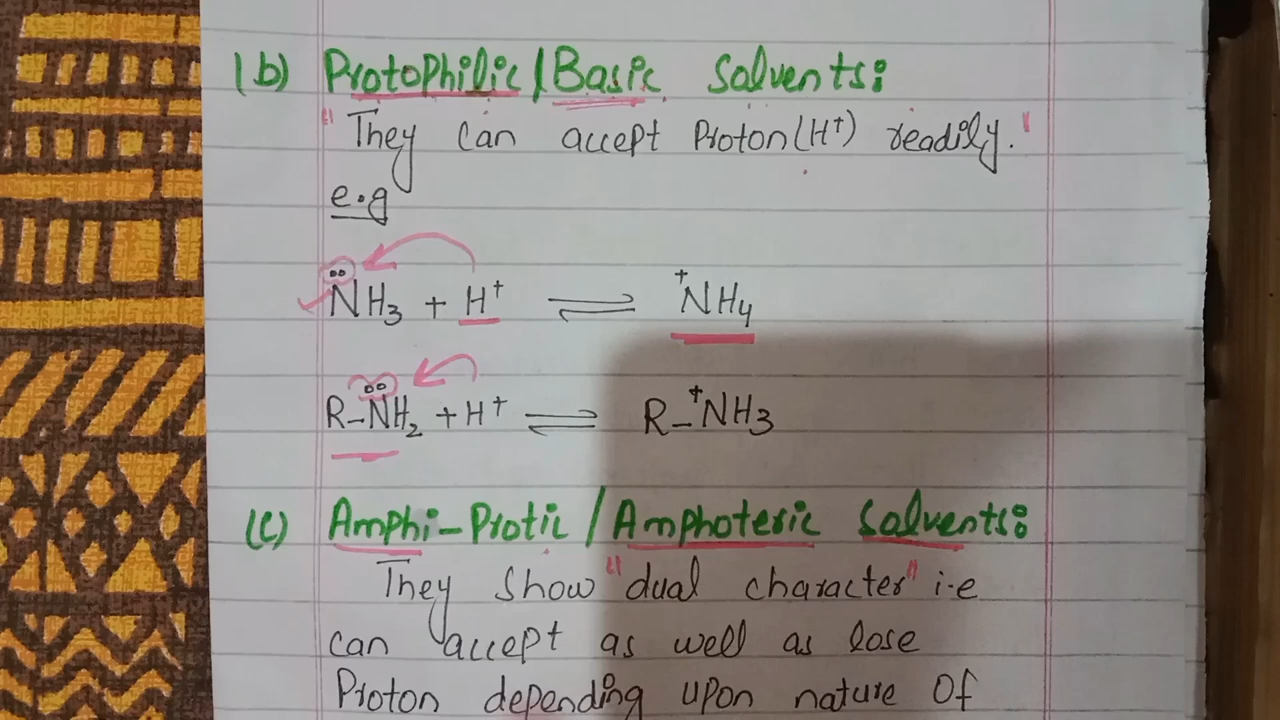 (b) Protophilic/Basic Solvents:
"They can accept Proton(H⁺) readily."
e.g
NH₃ + H⁺ ⇌ ⁺NH₄
R-NH₂ + H⁺ ⇌ R-⁺NH₃
(c) Amphi-Protic / Amphoteric Solvents:
They show "dual character" i.e
can accept as well as lose
Proton depending upon nature Of